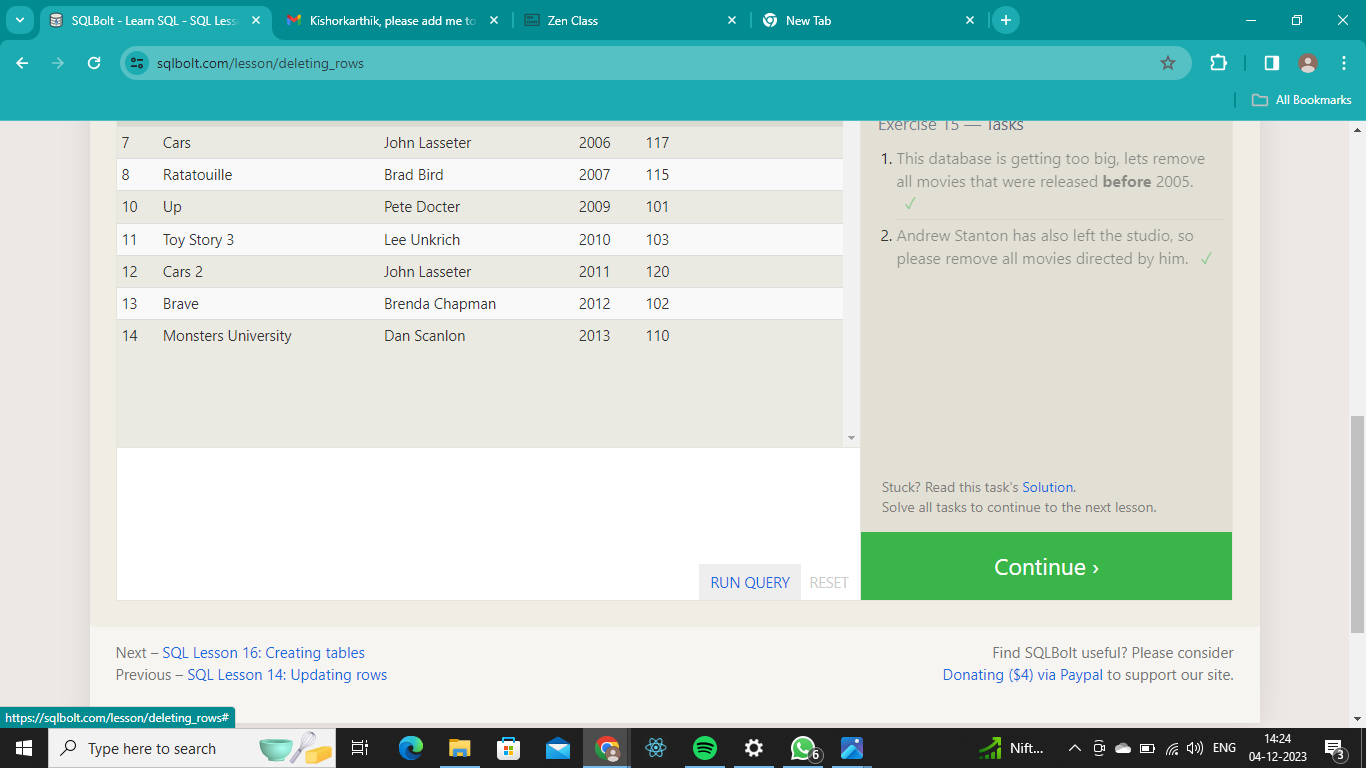 SQLBolt - Learn SQL - SQL Less
Kishorkarthik, please add me to
Zen Class
New Tab
sqlbolt.com/lesson/deleting_rows
All Bookmarks
7 Cars John Lasseter 2006 117
8 Ratatouille Brad Bird 2007 115
10 Up Pete Docter 2009 101
11 Toy Story 3 Lee Unkrich 2010 103
12 Cars 2 John Lasseter 2011 120
13 Brave Brenda Chapman 2012 102
14 Monsters University Dan Scanlon 2013 110
RUN QUERY RESET
Exercise 15 — Tasks
1. This database is getting too big, lets remove
all movies that were released before 2005.
✓
2. Andrew Stanton has also left the studio, so
please remove all movies directed by him. ✓
Stuck? Read this task's Solution.
Solve all tasks to continue to the next lesson.
Continue ›
Next – SQL Lesson 16: Creating tables
Previous – SQL Lesson 14: Updating rows
Find SQLBolt useful? Please consider
Donating ($4) via Paypal to support our site.
https://sqlbolt.com/lesson/deleting_rows#
Type here to search
6
Nift...
ENG
14:24
04-12-2023
3